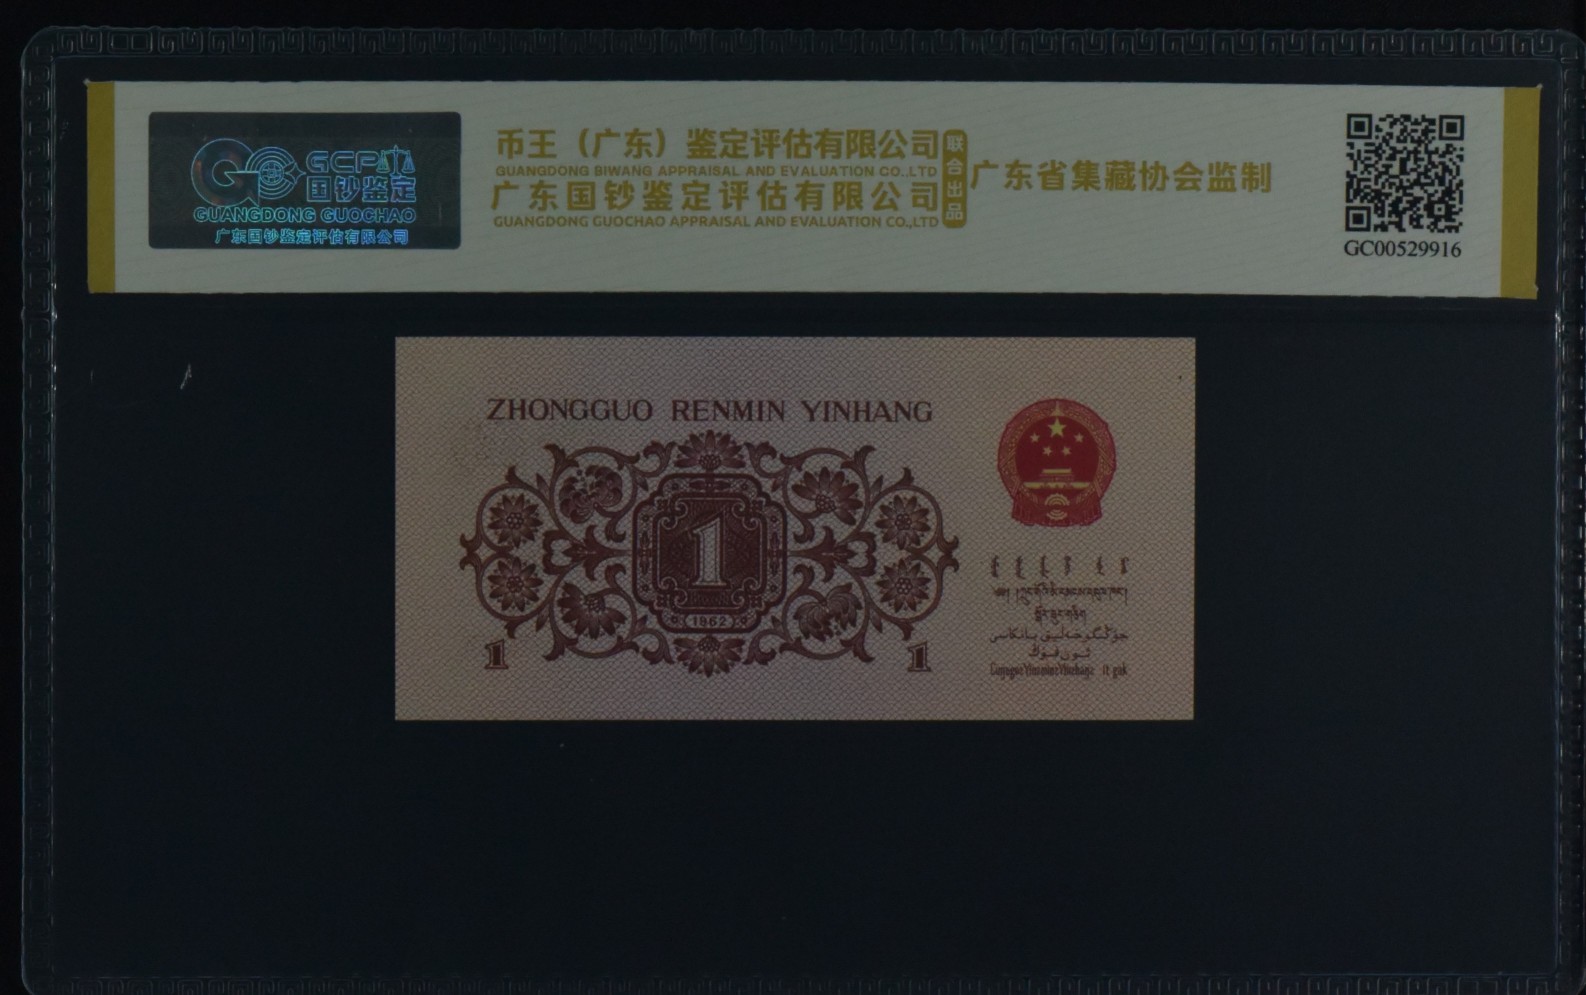 GCP
国钞鉴定
GUANGDONG GUOCHAO
广东国钞鉴定评估有限公司
币王（广东）鉴定评估有限公司
GUANGDONG BIWANG APPRAISAL AND EVALUATION CO.,LTD
广东国钞鉴定评估有限公司
GUANGDONG GUOCHAO APPRAISAL AND EVALUATION CO.,LTD
联合出品
广东省集藏协会监制
GC00529916
ZHONGGUO RENMIN YINHANG
1
1962
1
1